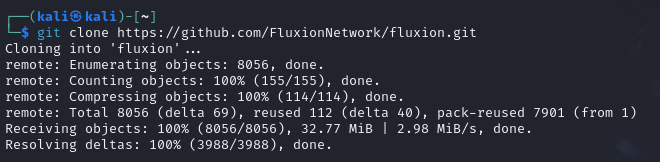 ┌──(kali㉿kali)-[~]
└─$ git clone https://github.com/FluxionNetwork/fluxion.git
Cloning into 'fluxion'...
remote: Enumerating objects: 8056, done.
remote: Counting objects: 100% (155/155), done.
remote: Compressing objects: 100% (114/114), done.
remote: Total 8056 (delta 69), reused 112 (delta 40), pack-reused 7901 (from 1)
Receiving objects: 100% (8056/8056), 32.77 MiB | 2.98 MiB/s, done.
Resolving deltas: 100% (3988/3988), done.